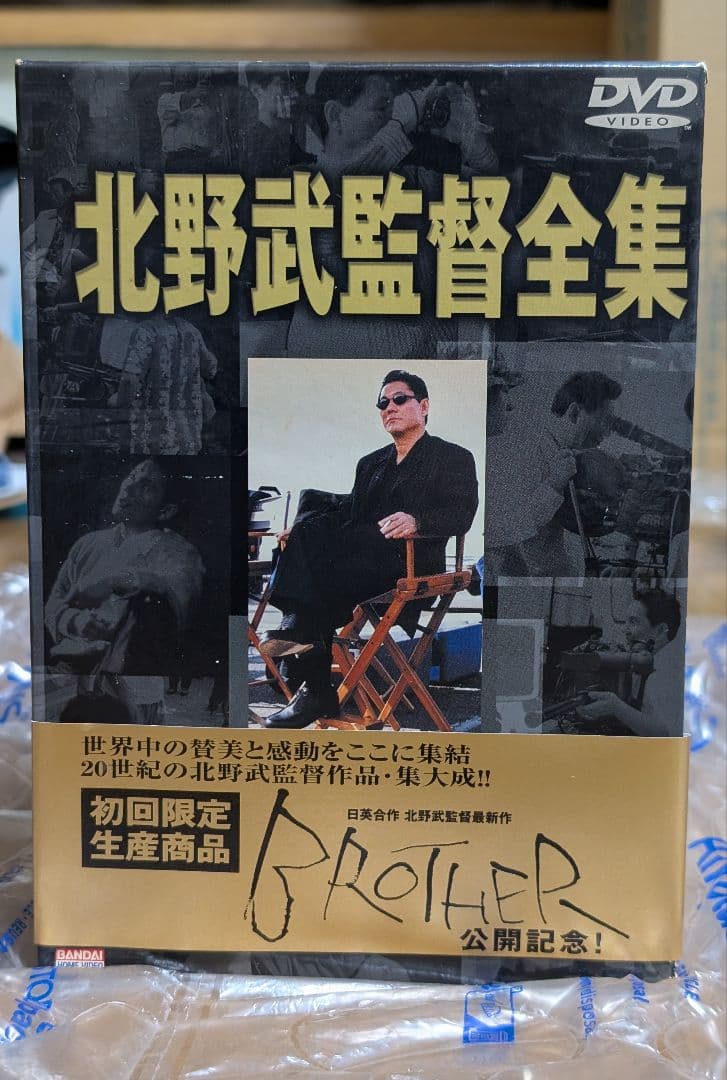 DVD
VIDEO
北野武監督全集
世界中の賛美と感動をここに集結
20世紀の北野武監督作品・集大成!!
初回限定
生産商品
日英合作 北野武監督最新作
BROTHER
公開記念!
BANDAI
HOME VIDEO